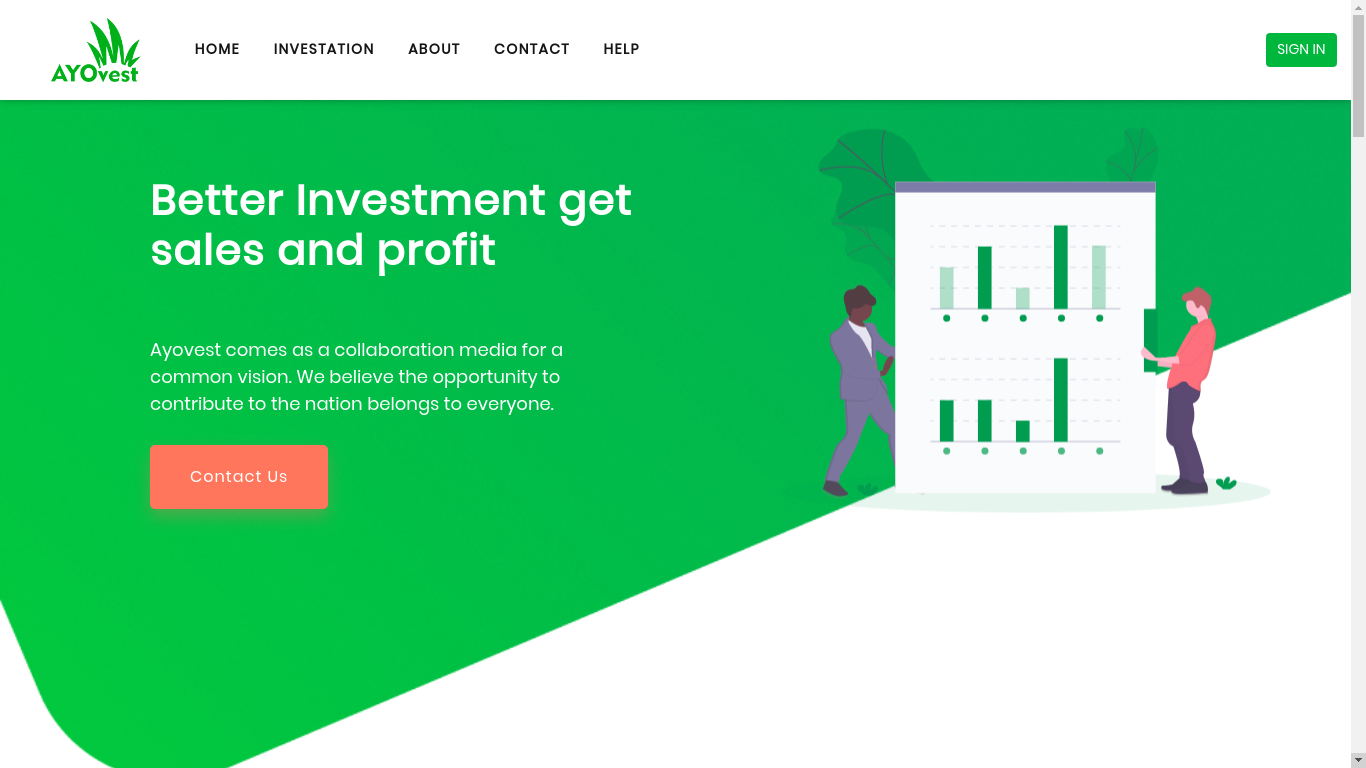 AYOvest
HOME
INVESTATION
ABOUT
CONTACT
HELP
SIGN IN
Better Investment get
sales and profit
Ayovest comes as a collaboration media for a
common vision. We believe the opportunity to
contribute to the nation belongs to everyone.
Contact Us